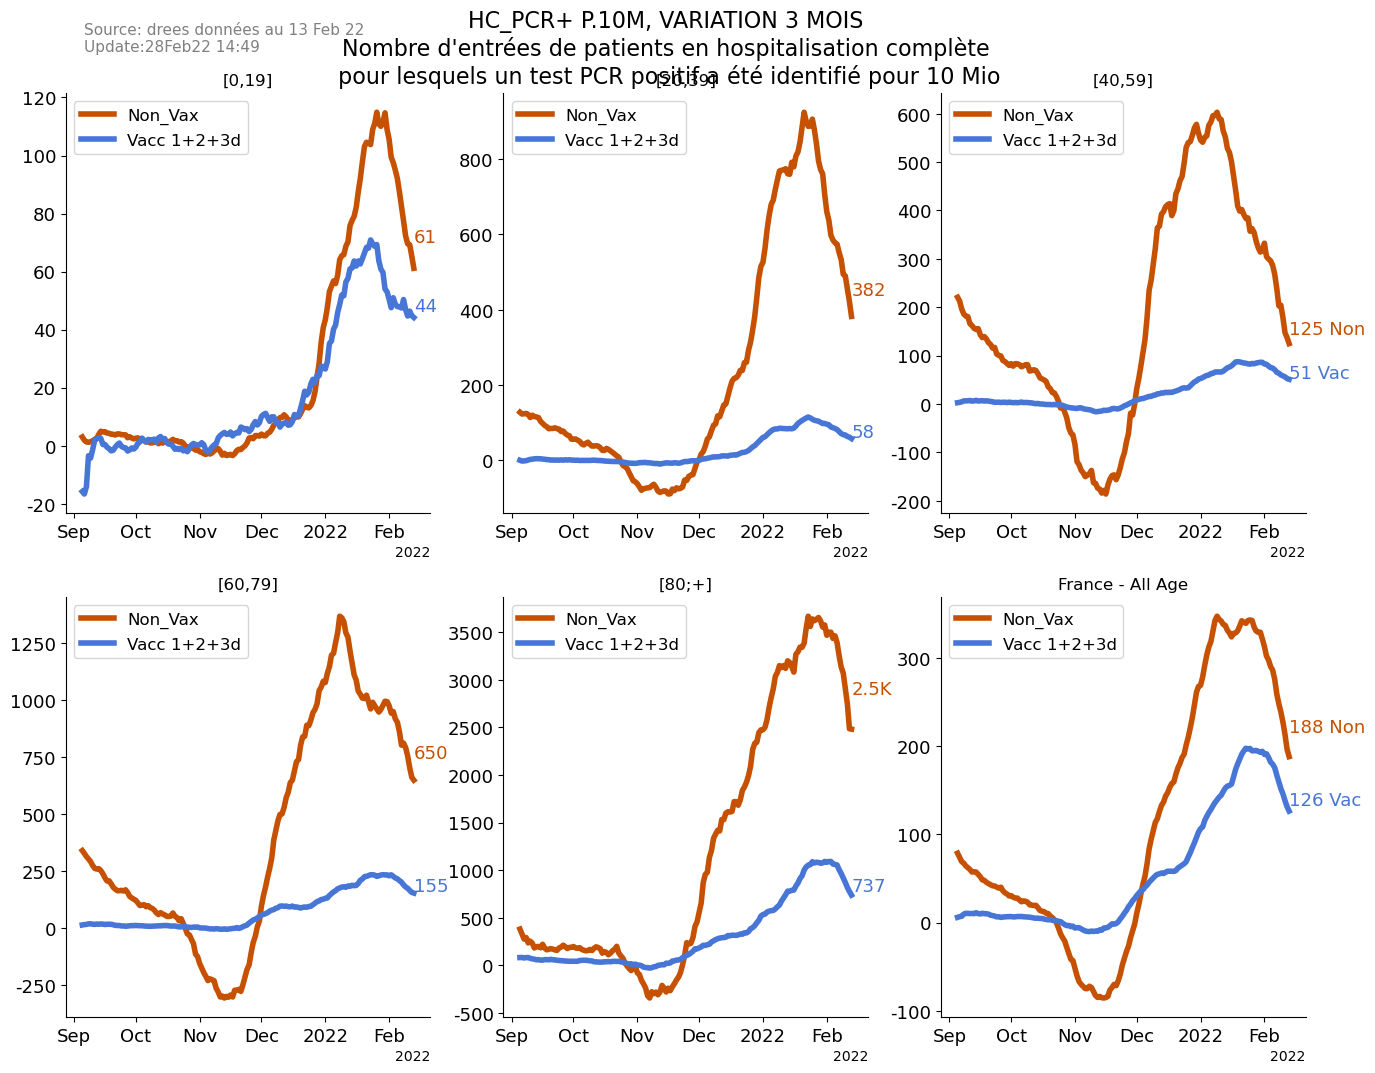 Source: drees données au 13 Feb 22
Update:28Feb22 14:49
HC_PCR+ P.10M, VARIATION 3 MOIS
Nombre d'entrées de patients en hospitalisation complète
pour lesquels un test PCR positif a été identifié pour 10 Mio
[0,19]
120
100
80
60
40
20
0
-20
Non_Vax
Vacc 1+2+3d
61
44
Sep Oct Nov Dec 2022 Feb
2022
[20,39]
800
600
400
200
0
Non_Vax
Vacc 1+2+3d
382
58
Sep Oct Nov Dec 2022 Feb
2022
[40,59]
600
500
400
300
200
100
0
-100
-200
Non_Vax
Vacc 1+2+3d
125 Non
51 Vac
Sep Oct Nov Dec 2022 Feb
2022
[60,79]
1250
1000
750
500
250
0
-250
Non_Vax
Vacc 1+2+3d
650
155
Sep Oct Nov Dec 2022 Feb
2022
[80;+]
3500
3000
2500
2000
1500
1000
500
0
-500
Non_Vax
Vacc 1+2+3d
2.5K
737
Sep Oct Nov Dec 2022 Feb
2022
France - All Age
300
200
100
0
-100
Non_Vax
Vacc 1+2+3d
188 Non
126 Vac
Sep Oct Nov Dec 2022 Feb
2022